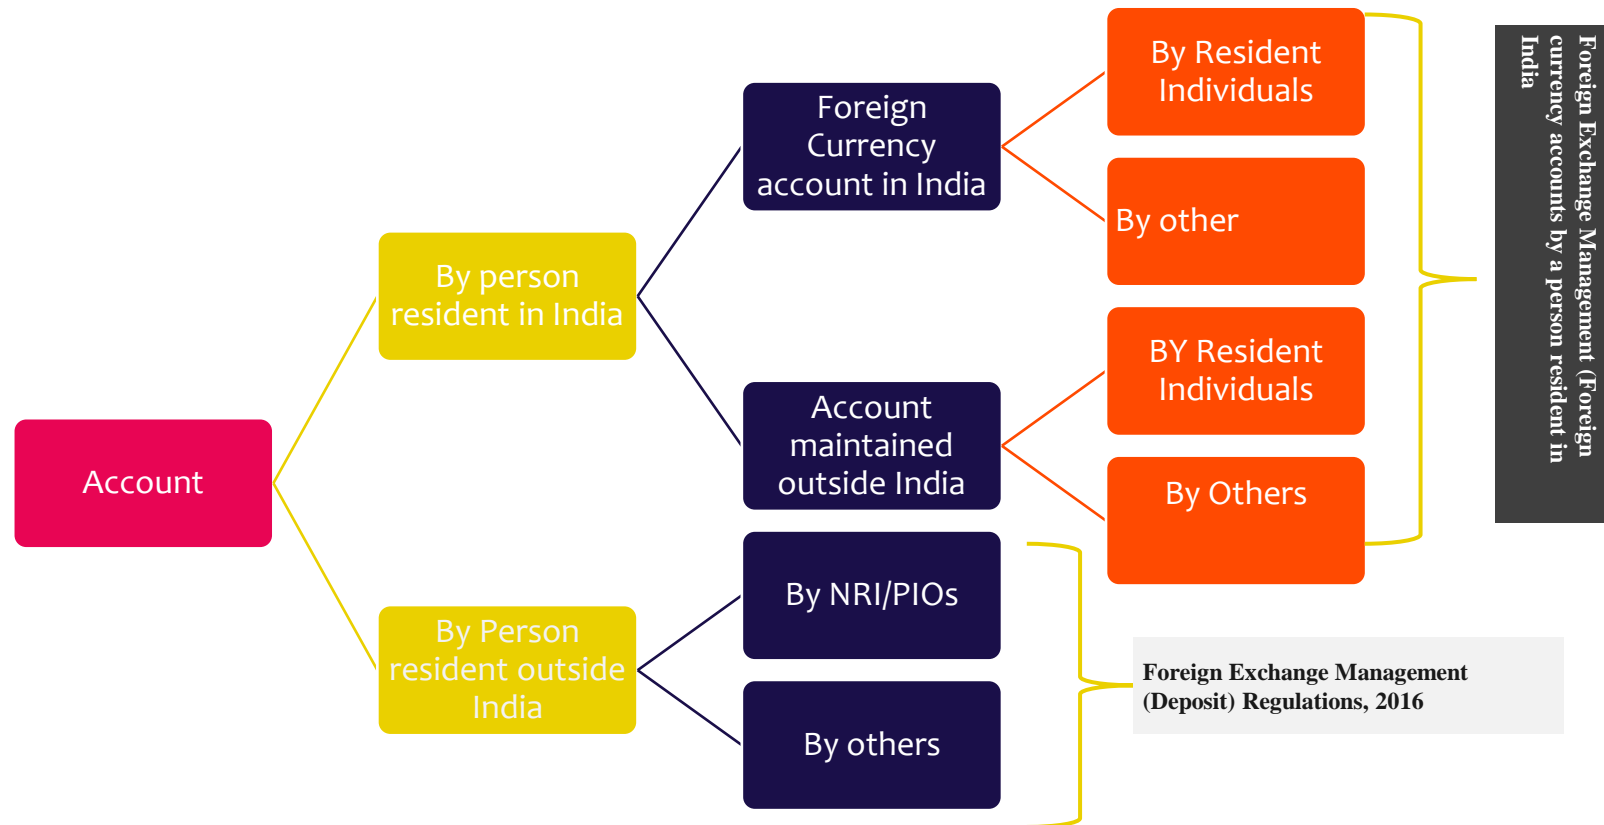 Account
By person
resident in India
By Person
resident outside
India
Foreign
Currency
account in India
Account
maintained
outside India
By NRI/PIOs
By others
By Resident
Individuals
By other
BY Resident
Individuals
By Others
Foreign Exchange Management (Foreign
currency accounts by a person resident in
India
Foreign Exchange Management
(Deposit) Regulations, 2016